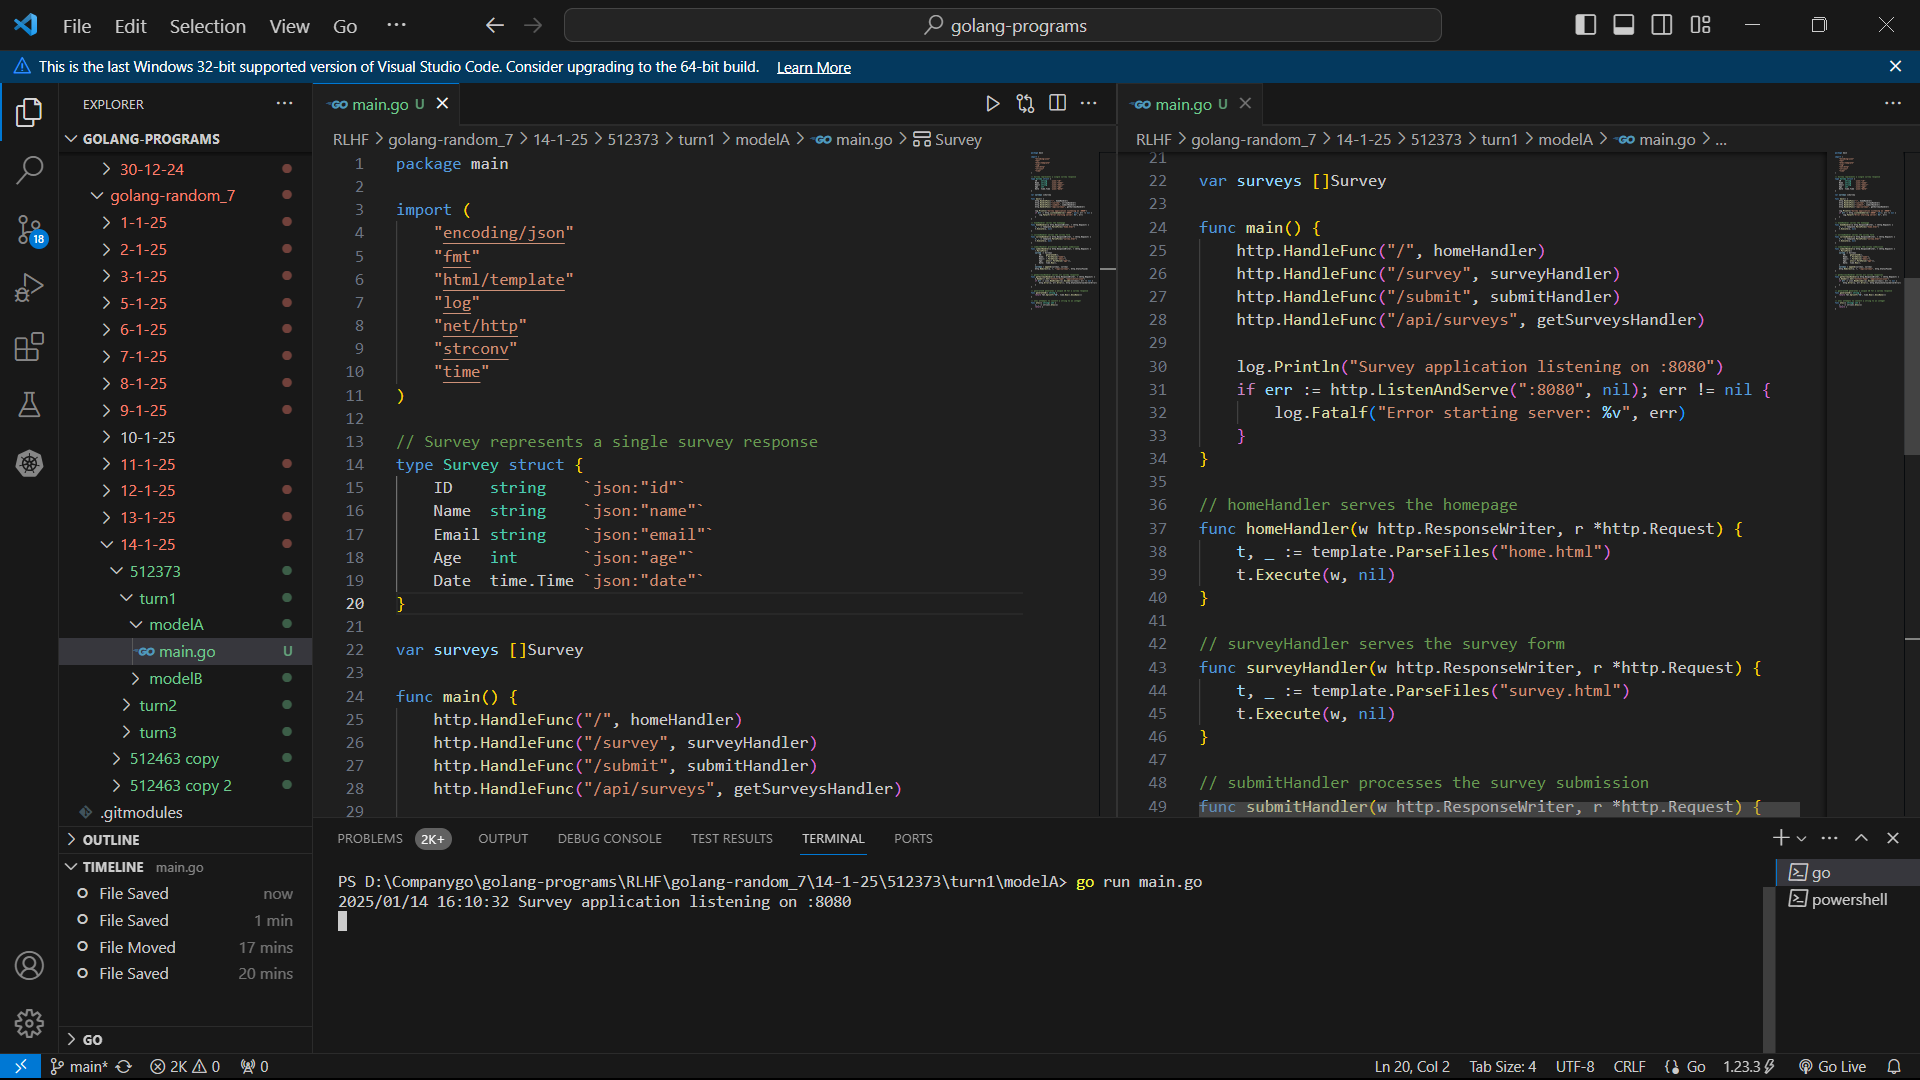 File Edit Selection View Go ···
golang-programs
This is the last Windows 32-bit supported version of Visual Studio Code. Consider upgrading to the 64-bit build. Learn More
EXPLORER
GOLANG-PROGRAMS
30-12-24
golang-random_7
1-1-25
2-1-25
3-1-25
5-1-25
6-1-25
7-1-25
8-1-25
9-1-25
10-1-25
11-1-25
12-1-25
13-1-25
14-1-25
512373
turn1
modelA
main.go U
modelB
turn2
turn3
512463 copy
512463 copy 2
.gitmodules
OUTLINE
TIMELINE main.go
File Saved now
File Saved 1 min
File Moved 17 mins
File Saved 20 mins
GO
18
main.go U
RLHF > golang-random_7 > 14-1-25 > 512373 > turn1 > modelA > main.go > Survey
1 package main
2
3 import (
4 "encoding/json"
5 "fmt"
6 "html/template"
7 "log"
8 "net/http"
9 "strconv"
10 "time"
11 )
12
13 // Survey represents a single survey response
14 type Survey struct {
15 ID string `json:"id"`
16 Name string `json:"name"`
17 Email string `json:"email"`
18 Age int `json:"age"`
19 Date time.Time `json:"date"`
20 }
21
22 var surveys []Survey
23
24 func main() {
25 http.HandleFunc("/", homeHandler)
26 http.HandleFunc("/survey", surveyHandler)
27 http.HandleFunc("/submit", submitHandler)
28 http.HandleFunc("/api/surveys", getSurveysHandler)
29
main.go U
RLHF > golang-random_7 > 14-1-25 > 512373 > turn1 > modelA > main.go > ...
21
22 var surveys []Survey
23
24 func main() {
25 http.HandleFunc("/", homeHandler)
26 http.HandleFunc("/survey", surveyHandler)
27 http.HandleFunc("/submit", submitHandler)
28 http.HandleFunc("/api/surveys", getSurveysHandler)
29
30 log.Println("Survey application listening on :8080")
31 if err := http.ListenAndServe(":8080", nil); err != nil {
32 log.Fatalf("Error starting server: %v", err)
33 }
34 }
35
36 // homeHandler serves the homepage
37 func homeHandler(w http.ResponseWriter, r *http.Request) {
38 t, _ := template.ParseFiles("home.html")
39 t.Execute(w, nil)
40 }
41
42 // surveyHandler serves the survey form
43 func surveyHandler(w http.ResponseWriter, r *http.Request) {
44 t, _ := template.ParseFiles("survey.html")
45 t.Execute(w, nil)
46 }
47
48 // submitHandler processes the survey submission
49 func submitHandler(w http.ResponseWriter, r *http.Request) {
PROBLEMS 2K+ OUTPUT DEBUG CONSOLE TEST RESULTS TERMINAL PORTS
PS D:\Companygo\golang-programs\RLHF\golang-random_7\14-1-25\512373\turn1\modelA> go run main.go
2025/01/14 16:10:32 Survey application listening on :8080
go
powershell
main* 2K 0 0 Ln 20, Col 2 Tab Size: 4 UTF-8 CRLF Go 1.23.3 Go Live